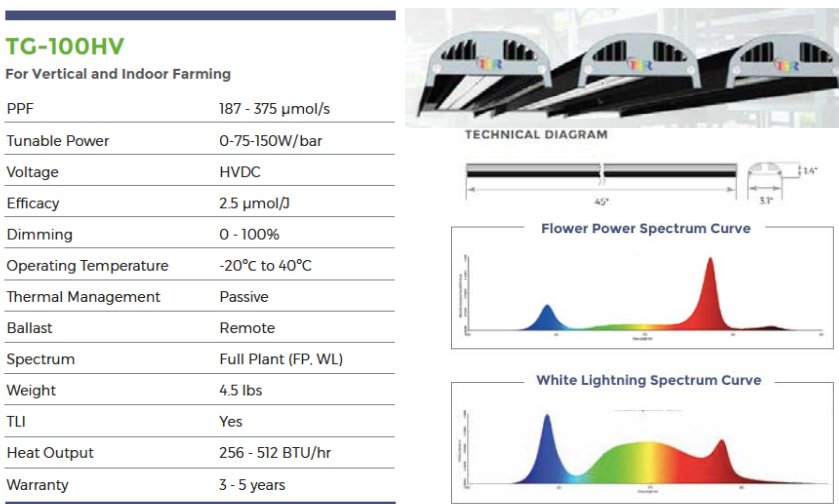 TG-100HV
For Vertical and Indoor Farming
PPF 187 - 375 µmol/s
Tunable Power 0-75-150W/bar
Voltage HVDC
Efficacy 2.5 µmol/J
Dimming 0 - 100%
Operating Temperature -20°C to 40°C
Thermal Management Passive
Ballast Remote
Spectrum Full Plant (FP, WL)
Weight 4.5 lbs
TLI Yes
Heat Output 256 - 512 BTU/hr
Warranty 3 - 5 years
TECHNICAL DIAGRAM
1.4"
45"
3.1"
Flower Power Spectrum Curve
White Lightning Spectrum Curve